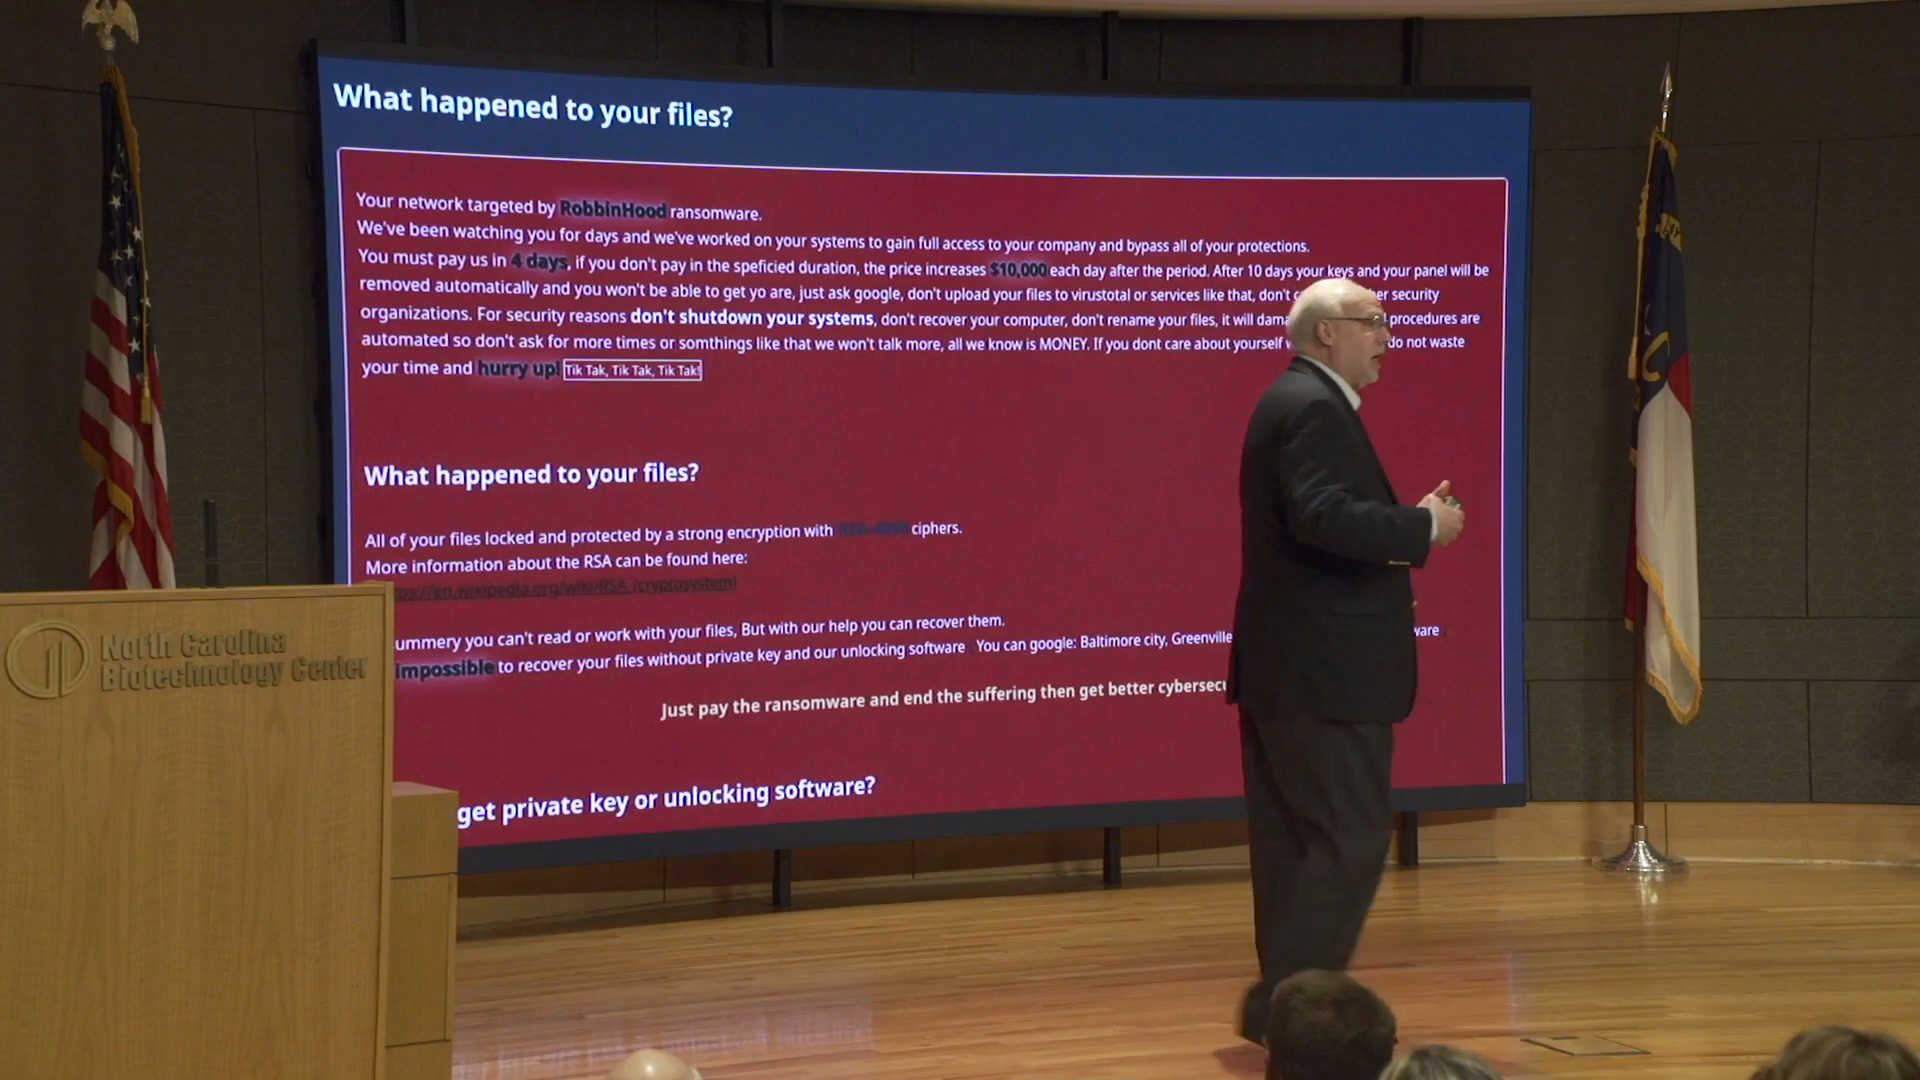 What happened to your files?
Your network targeted by RobbinHood ransomware.
We've been watching you for days and we've worked on your systems to gain full access to your company and bypass all of your protections.
You must pay us in 4 days, if you don't pay in the speficied duration, the price increases $10,000 each day after the period. After 10 days your keys and your panel will be
removed automatically and you won't be able to get yo are, just ask google, don't upload your files to virustotal or services like that, don't security
organizations. For security reasons don't shutdown your systems, don't recover your computer, don't rename your files, it will procedures are
automated so don't ask for more times or somthings like that we won't talk more, all we know is MONEY. If you dont care about yourself do not waste
your time and hurry up! Tik Tak, Tik Tak, Tik Tak!
What happened to your files?
All of your files locked and protected by a strong encryption with ciphers.
More information about the RSA can be found here:
ps://en.wikipedia.org/wiki/RSA_(cryptosystem)
ummery you can't read or work with your files, But with our help you can recover them.
impossible to recover your files without private key and our unlocking software You can google: Baltimore city, Greenville
Just pay the ransomware and end the suffering then get better
get private key or unlocking software?
North Carolina
Biotechnology Center